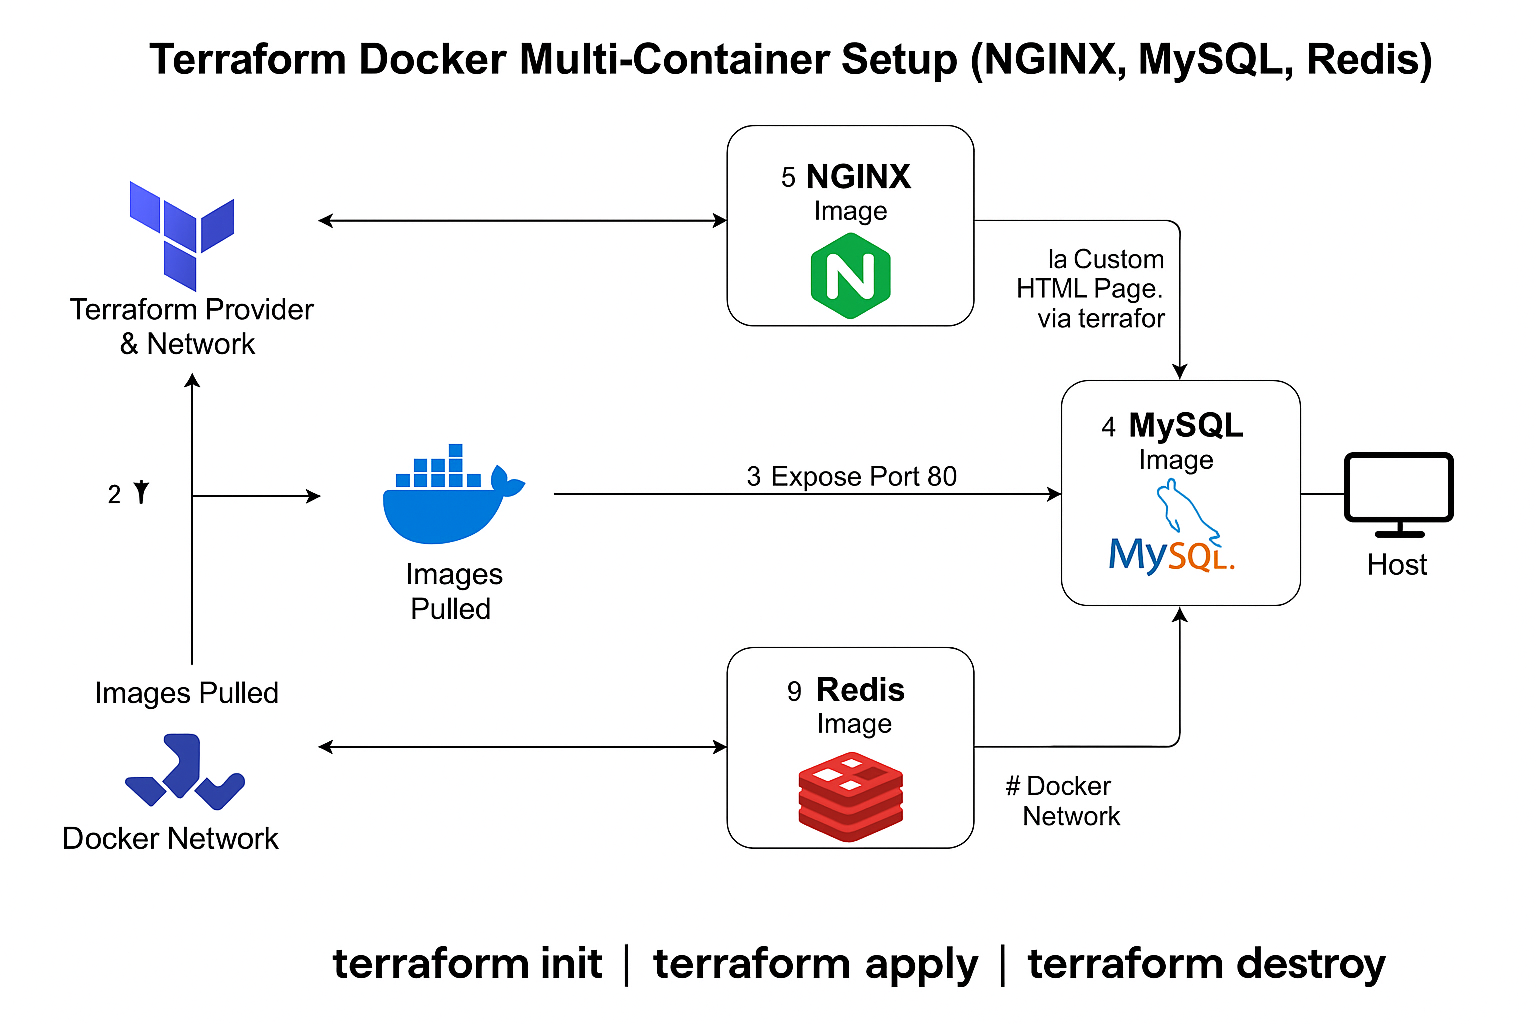 Terraform Docker Multi-Container Setup (NGINX, MySQL, Redis)
5 NGINX
Image
la Custom
HTML Page.
via terrafor
Terraform Provider
& Network
4 MySQL
Image
MySQL.
3 Expose Port 80
2
Host
Images
Pulled
Images Pulled
9 Redis
Image
# Docker
Network
Docker Network
terraform init | terraform apply | terraform destroy